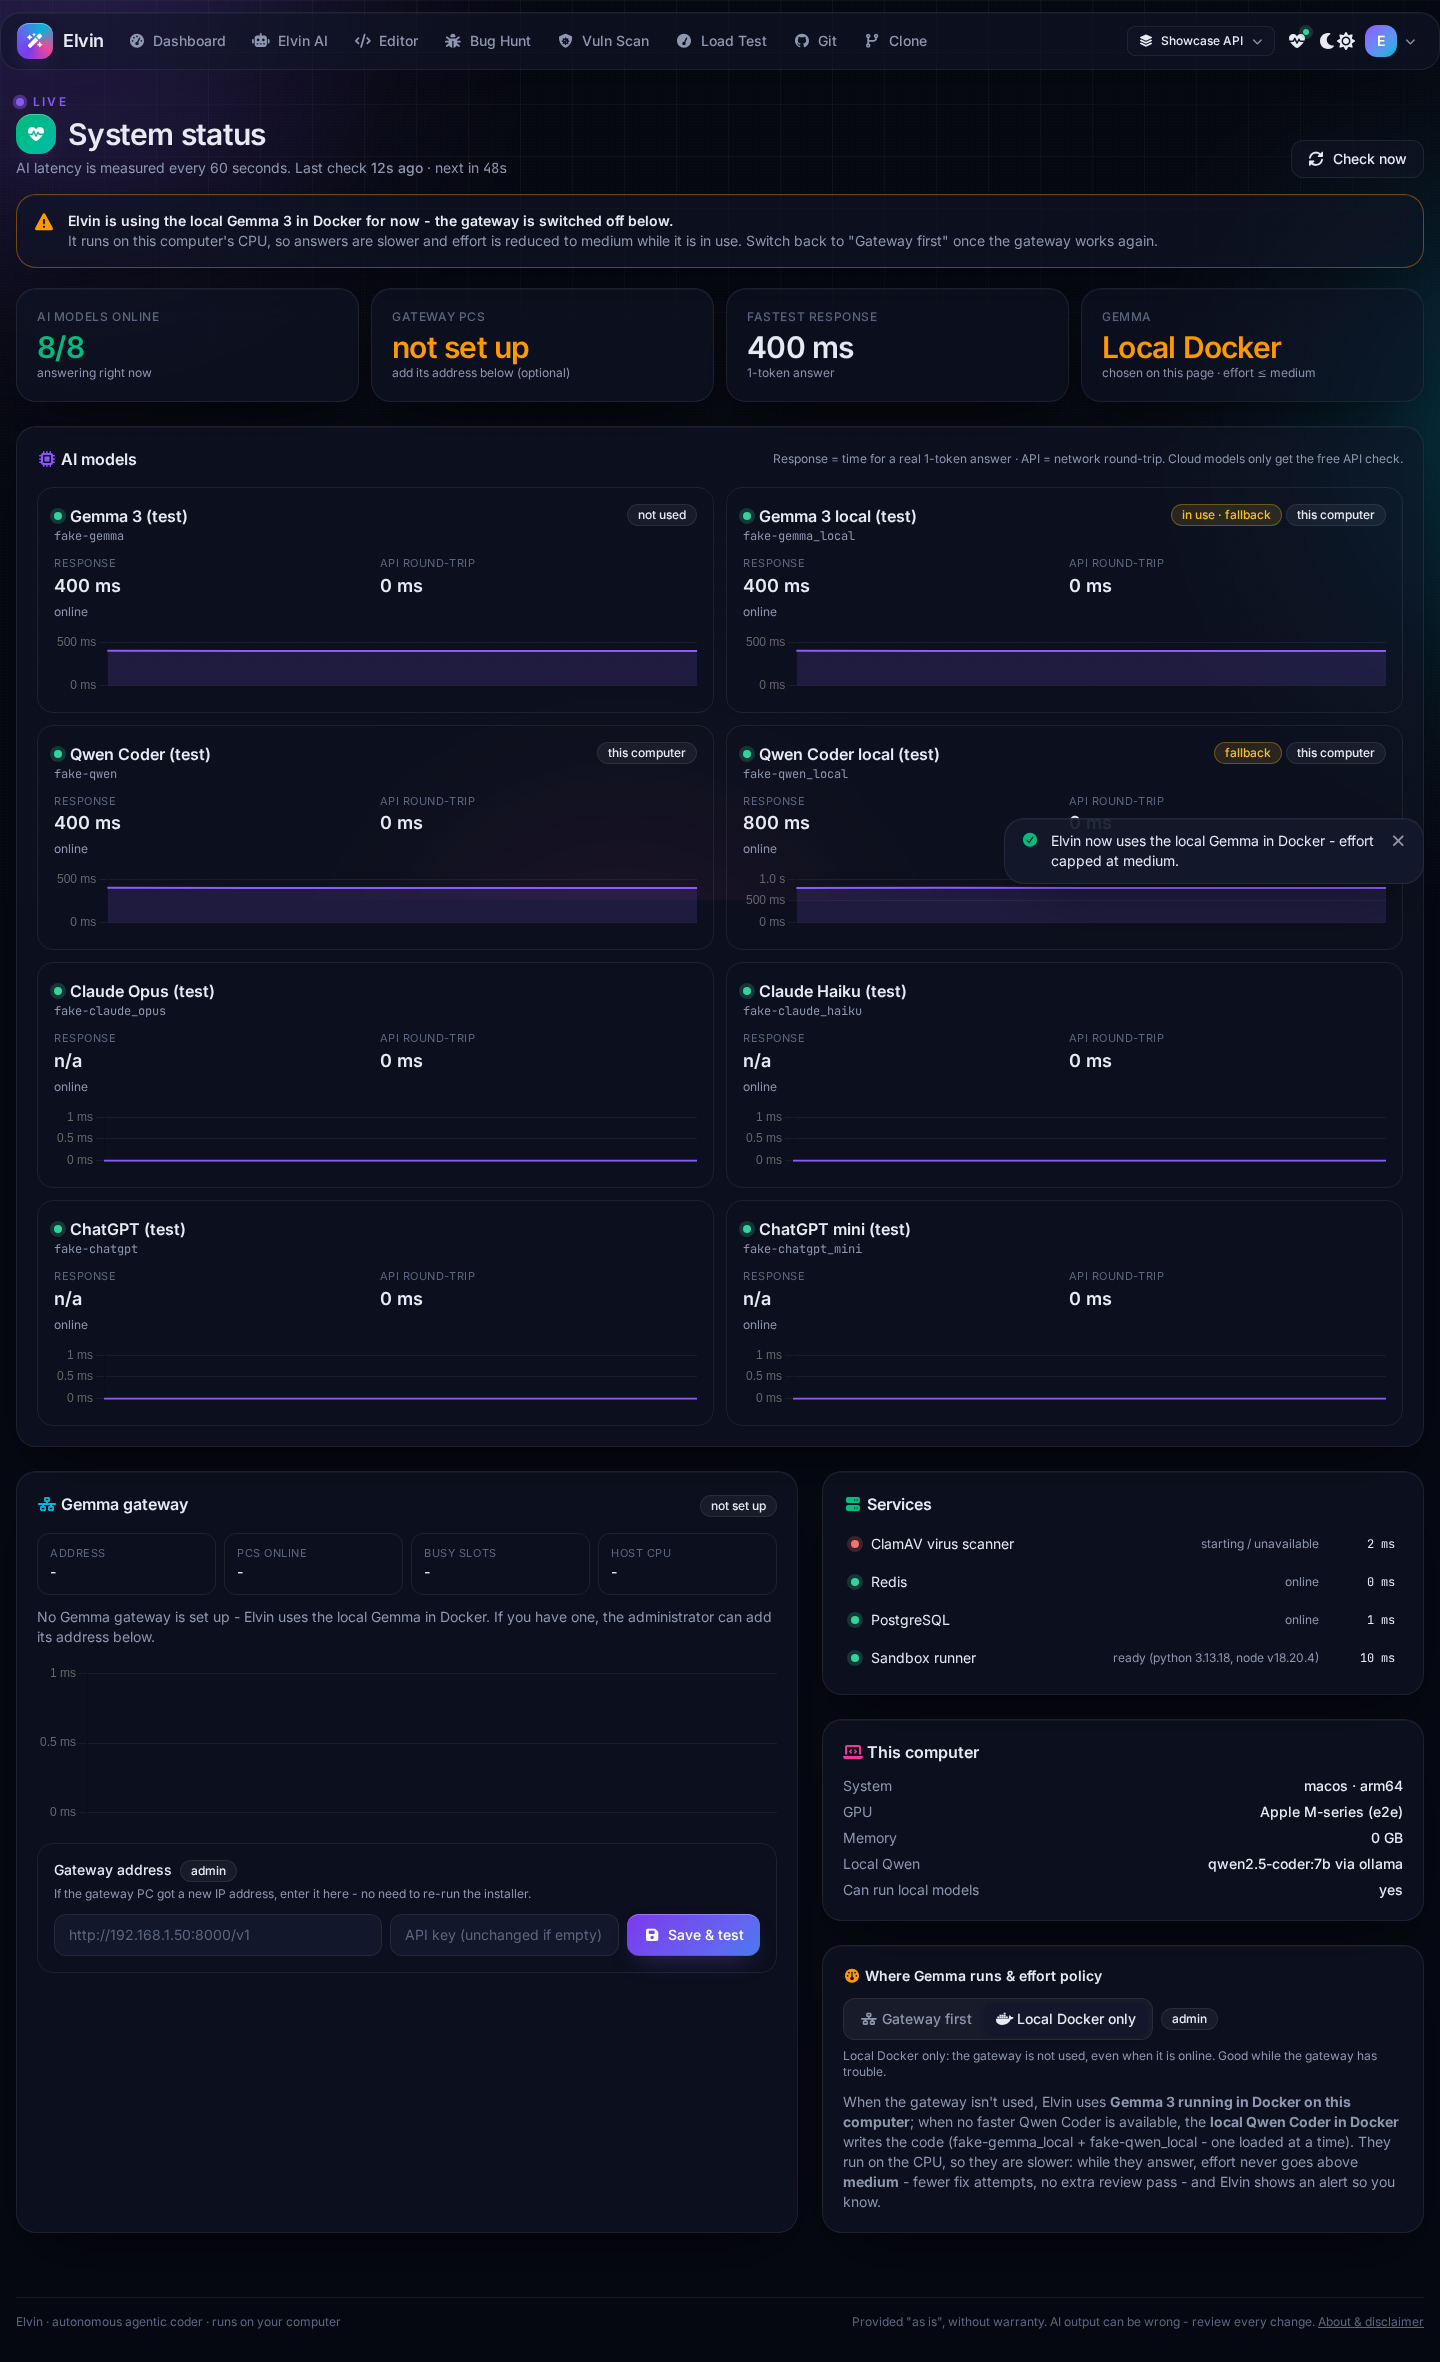 Elvin
Dashboard
Elvin AI
Editor
Bug Hunt
Vuln Scan
Load Test
Git
Clone
Showcase API
E
LIVE
System status
AI latency is measured every 60 seconds. Last check 12s ago · next in 48s
Check now
Elvin is using the local Gemma 3 in Docker for now - the gateway is switched off below.
It runs on this computer's CPU, so answers are slower and effort is reduced to medium while it is in use. Switch back to "Gateway first" once the gateway works again.
AI MODELS ONLINE
8/8
answering right now
GATEWAY PCS
not set up
add its address below (optional)
FASTEST RESPONSE
400 ms
1-token answer
GEMMA
Local Docker
chosen on this page · effort ≤ medium
AI models
Response = time for a real 1-token answer · API = network round-trip. Cloud models only get the free API check.
Gemma 3 (test)
not used
fake-gemma
RESPONSE
API ROUND-TRIP
400 ms
0 ms
online
500 ms
0 ms
Gemma 3 local (test)
in use · fallback
this computer
fake-gemma_local
RESPONSE
API ROUND-TRIP
400 ms
0 ms
online
500 ms
0 ms
Qwen Coder (test)
this computer
fake-qwen
RESPONSE
API ROUND-TRIP
400 ms
0 ms
online
500 ms
0 ms
Qwen Coder local (test)
fallback
this computer
fake-qwen_local
RESPONSE
API ROUND-TRIP
800 ms
0 ms
online
1.0 s
500 ms
0 ms
Elvin now uses the local Gemma in Docker - effort
capped at medium.
Claude Opus (test)
fake-claude_opus
RESPONSE
API ROUND-TRIP
n/a
0 ms
online
1 ms
0.5 ms
0 ms
Claude Haiku (test)
fake-claude_haiku
RESPONSE
API ROUND-TRIP
n/a
0 ms
online
1 ms
0.5 ms
0 ms
ChatGPT (test)
fake-chatgpt
RESPONSE
API ROUND-TRIP
n/a
0 ms
online
1 ms
0.5 ms
0 ms
ChatGPT mini (test)
fake-chatgpt_mini
RESPONSE
API ROUND-TRIP
n/a
0 ms
online
1 ms
0.5 ms
0 ms
Gemma gateway
not set up
ADDRESS
-
PCS ONLINE
-
BUSY SLOTS
-
HOST CPU
-
No Gemma gateway is set up - Elvin uses the local Gemma in Docker. If you have one, the administrator can add
its address below.
1 ms
0.5 ms
0 ms
Gateway address
admin
If the gateway PC got a new IP address, enter it here - no need to re-run the installer.
http://192.168.1.50:8000/v1
API key (unchanged if empty)
Save & test
Services
ClamAV virus scanner
starting / unavailable
2 ms
Redis
online
0 ms
PostgreSQL
online
1 ms
Sandbox runner
ready (python 3.13.18, node v18.20.4)
10 ms
This computer
System
macos · arm64
GPU
Apple M-series (e2e)
Memory
0 GB
Local Qwen
qwen2.5-coder:7b via ollama
Can run local models
yes
Where Gemma runs & effort policy
Gateway first
Local Docker only
admin
Local Docker only: the gateway is not used, even when it is online. Good while the gateway has
trouble.
When the gateway isn't used, Elvin uses Gemma 3 running in Docker on this
computer; when no faster Qwen Coder is available, the local Qwen Coder in Docker
writes the code (fake-gemma_local + fake-qwen_local - one loaded at a time). They
run on the CPU, so they are slower: while they answer, effort never goes above
medium - fewer fix attempts, no extra review pass - and Elvin shows an alert so you
know.
Elvin · autonomous agentic coder · runs on your computer
Provided "as is", without warranty. AI output can be wrong - review every change. About & disclaimer